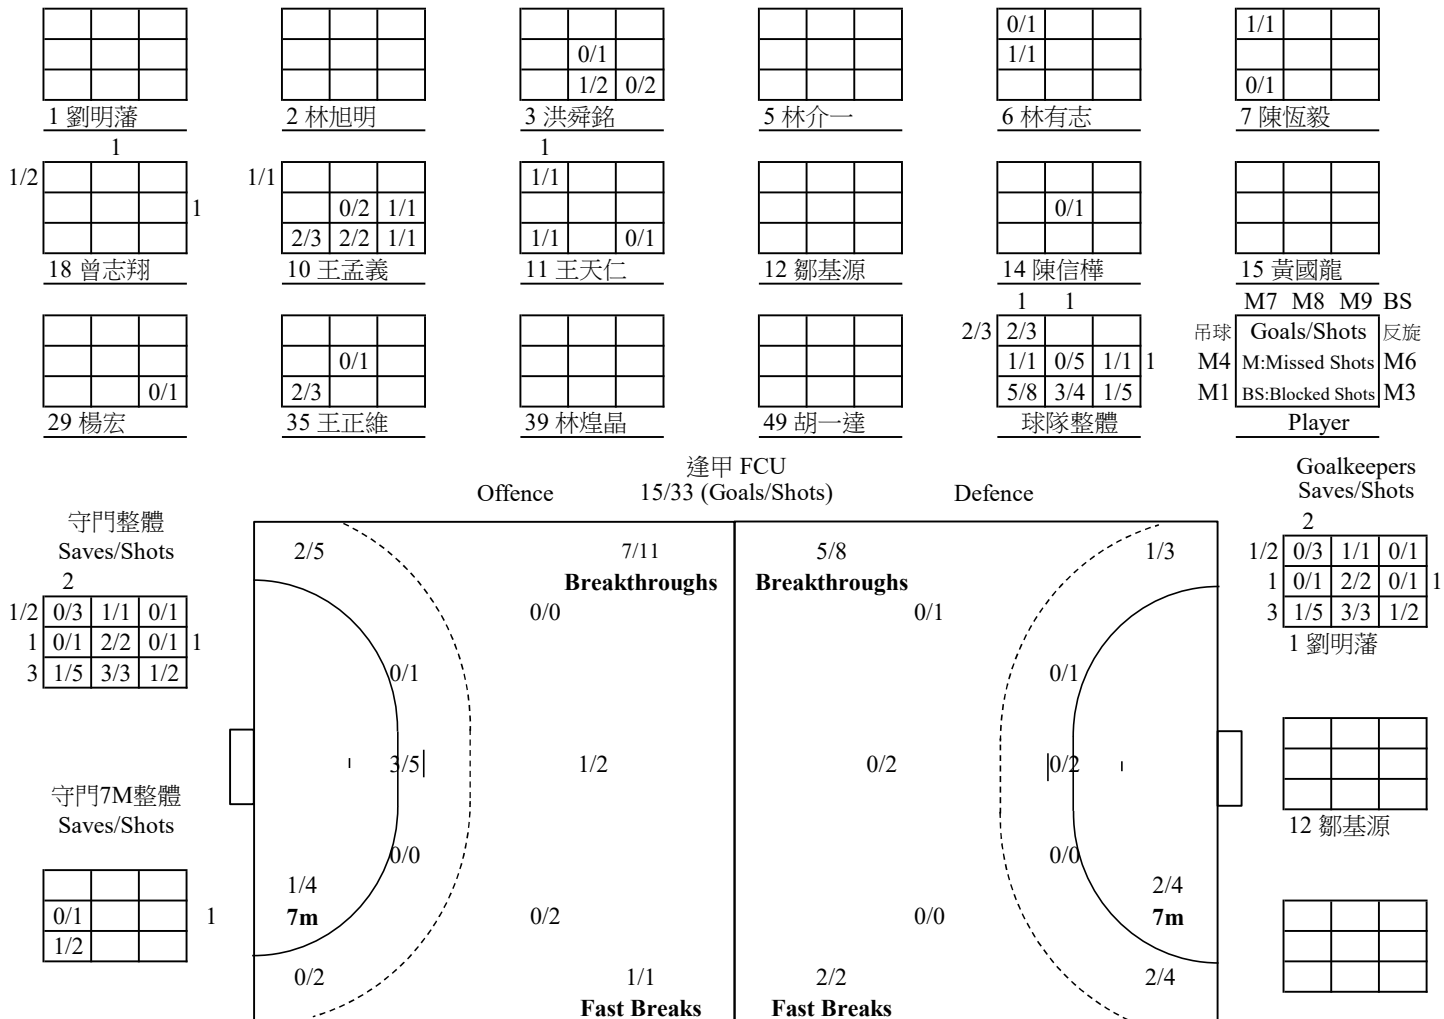 0/1 1/1
0/1 1/1
1/2 0/2 0/1
1 劉明藩 2 林旭明 3 洪舜銘 5 林介一 6 林有志 7 陳恆毅
1 1
1/2 1/1 1/1
1 0/2 1/1 0/1
2/3 2/2 1/1 1/1 0/1
18 曾志翔 10 王孟義 11 王天仁 12 鄒基源 14 陳信樺 15 黃國龍
1 1 M7 M8 M9 BS
2/3 2/3 吊球 Goals/Shots 反旋
0/1 1/1 0/5 1/1 1 M4 M:Missed Shots M6
0/1 2/3 5/8 3/4 1/5 M1 BS:Blocked Shots M3
29 楊宏 35 王正維 39 林煌晶 49 胡一達 球隊整體 Player
逢甲 FCU
Offence 15/33 (Goals/Shots) Defence
Goalkeepers
Saves/Shots
2
1/2 0/3 1/1 0/1
1 0/1 2/2 0/1 1
3 1/5 3/3 1/2
1 劉明藩
守門整體
Saves/Shots
2
1/2 0/3 1/1 0/1
1 0/1 2/2 0/1 1
3 1/5 3/3 1/2
2/5 7/11 5/8 1/3
Breakthroughs Breakthroughs
0/0 0/1
0/1 0/1
3/5 1/2 0/2 0/2
守門7M整體
Saves/Shots
12 鄒基源
0/0 0/0
1/4 2/4
0/1 1 7m 0/2 0/0 7m
1/2
0/2 1/1 2/2 2/4
Fast Breaks Fast Breaks